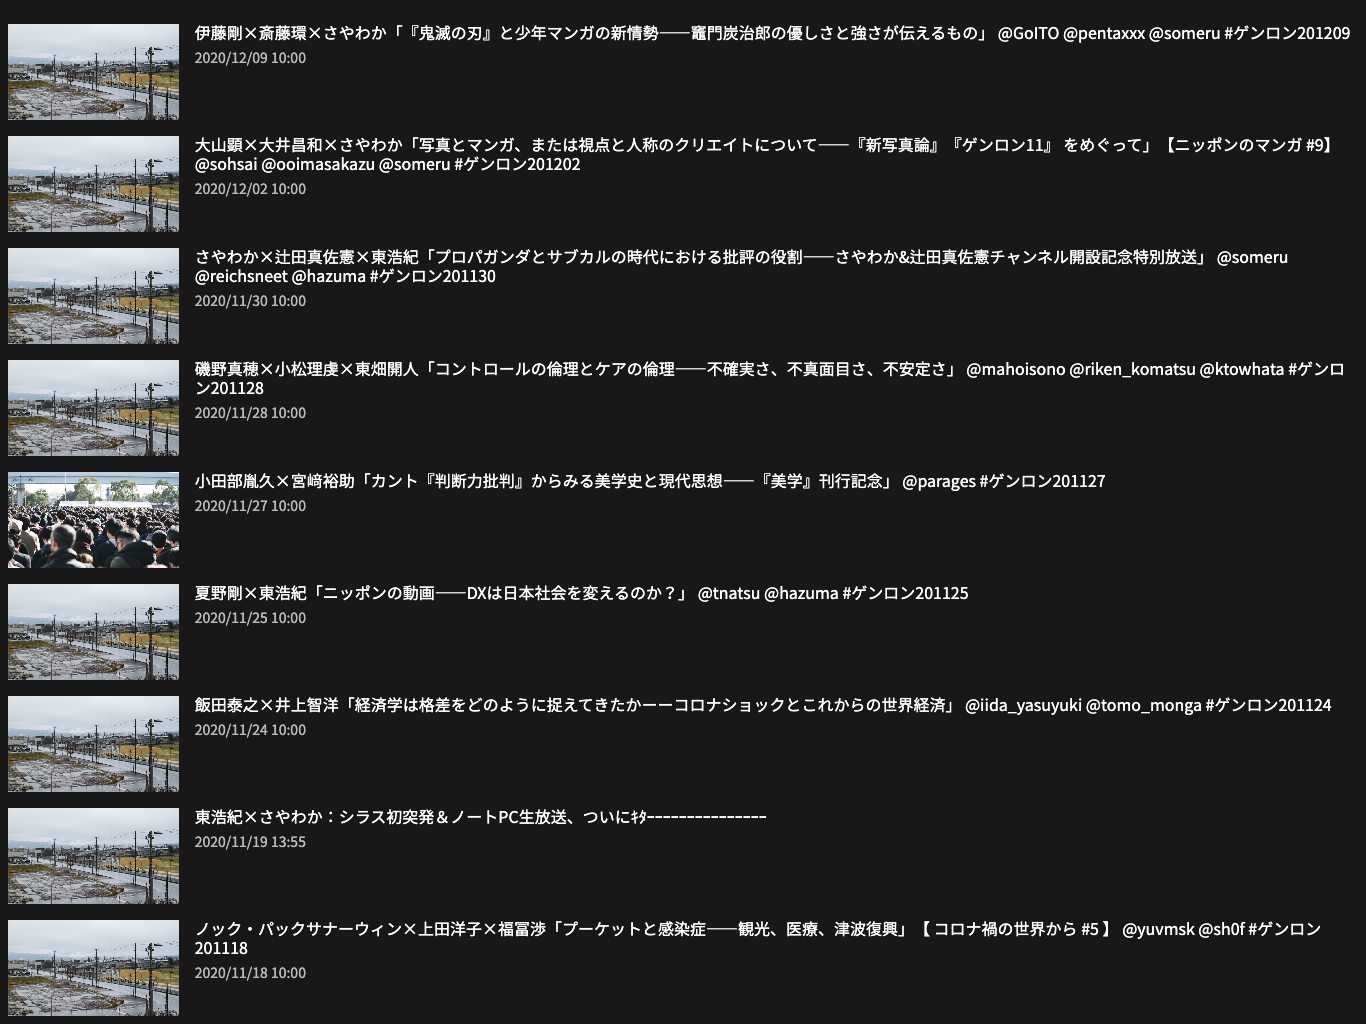 伊藤剛×斎藤環×さやわか「『鬼滅の刃』と少年マンガの新情勢——竈門炭治郎の優しさと強さが伝えるもの」 @GoITO @pentaxxx @someru #ゲンロン201209
2020/12/09 10:00
大山顕×大井昌和×さやわか「写真とマンガ、または視点と人称のクリエイトについて——『新写真論』『ゲンロン11』 をめぐって」【ニッポンのマンガ #9】
@sohsai @ooimasakazu @someru #ゲンロン201202
2020/12/02 10:00
さやわか×辻田真佐憲×東浩紀「プロパガンダとサブカルの時代における批評の役割——さやわか&辻田真佐憲チャンネル開設記念特別放送」 @someru
@reichsneet @hazuma #ゲンロン201130
2020/11/30 10:00
磯野真穂×小松理虔×東畑開人「コントロールの倫理とケアの倫理——不確実さ、不真面目さ、不安定さ」 @mahoisono @riken_komatsu @ktowhata #ゲンロ
ン201128
2020/11/28 10:00
小田部胤久×宮﨑裕助「カント『判断力批判』からみる美学史と現代思想——『美学』刊行記念」 @parages #ゲンロン201127
2020/11/27 10:00
夏野剛×東浩紀「ニッポンの動画——DXは日本社会を変えるのか？」 @tnatsu @hazuma #ゲンロン201125
2020/11/25 10:00
飯田泰之×井上智洋「経済学は格差をどのように捉えてきたかーーコロナショックとこれからの世界経済」 @iida_yasuyuki @tomo_monga #ゲンロン201124
2020/11/24 10:00
東浩紀×さやわか：シラス初突発＆ノートPC生放送、ついにｷﾀｰｰｰｰｰｰｰｰｰｰｰｰｰｰｰ
2020/11/19 13:55
ノック・パックサナーウィン×上田洋子×福冨渉「プーケットと感染症——観光、医療、津波復興」【 コロナ禍の世界から #5 】 @yuvmsk @sh0f #ゲンロン
201118
2020/11/18 10:00